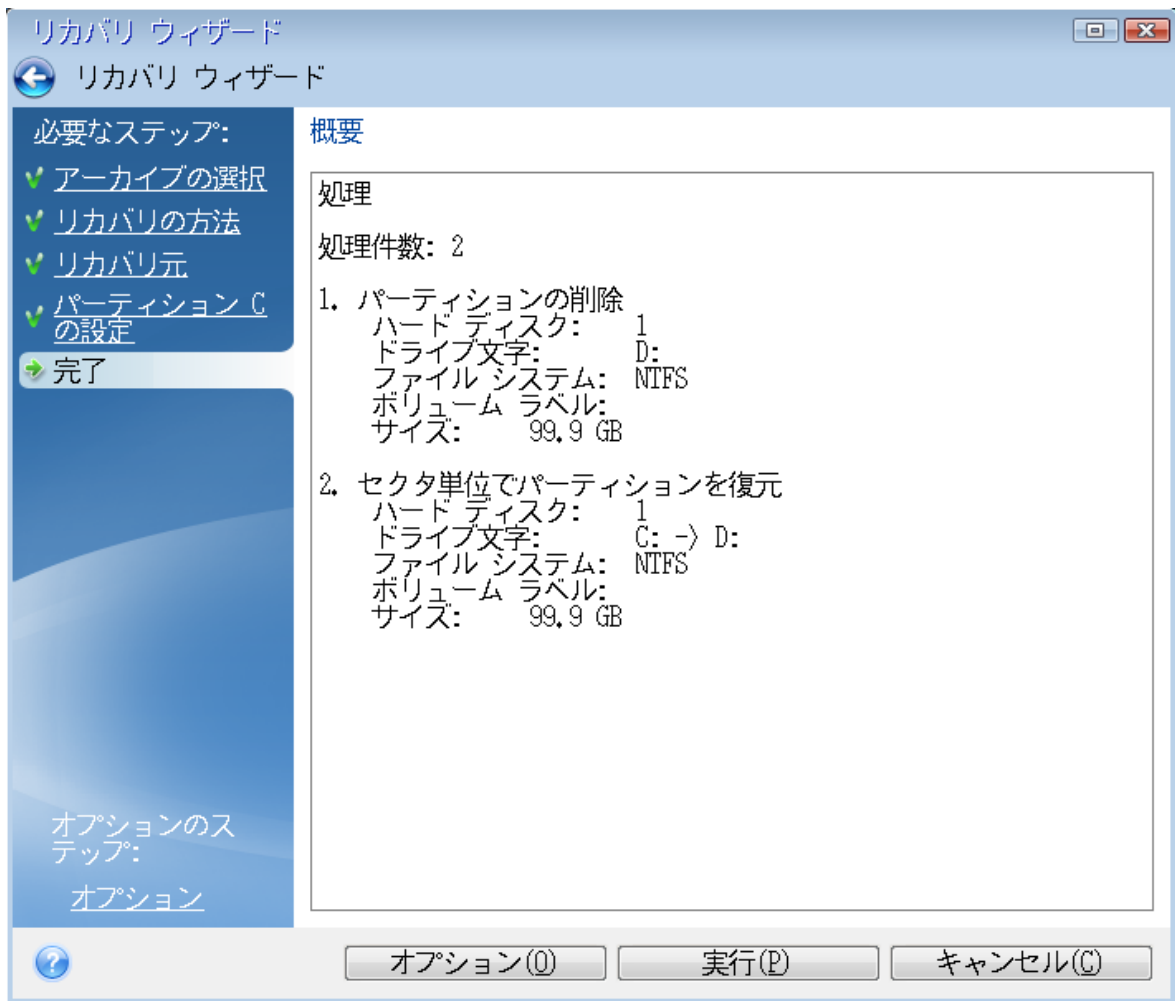 リカバリ ウィザード
リカバリ ウィザード
必要なステップ:
アーカイブの選択
リカバリの方法
リカバリ元
パーティション C
の設定
完了
オプションのス
テップ:
オプション
概要
処理
処理件数: 2
1. パーティションの削除
ハード ディスク: 1
ドライブ文字: D:
ファイル システム: NTFS
ボリューム ラベル:
サイズ: 99.9 GB
2. セクタ単位でパーティションを復元
ハード ディスク: 1
ドライブ文字: C: -> D:
ファイル システム: NTFS
ボリューム ラベル:
サイズ: 99.9 GB
オプション(O)
実行(P)
キャンセル(C)